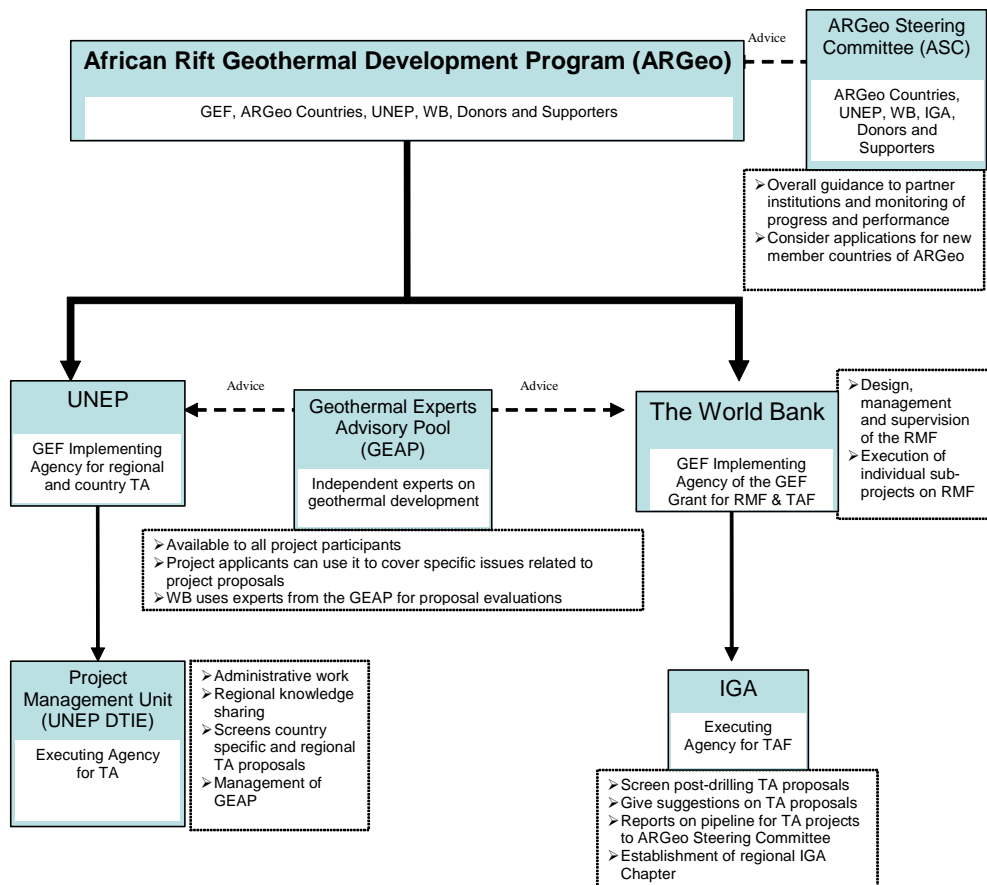 African Rift Geothermal Development Program (ARGeo)
GEF, ARGeo Countries, UNEP, WB, Donors and Supporters
Advice
ARGeo Steering
Committee (ASC)
ARGeo Countries,
UNEP, WB, IGA,
Donors and
Supporters
➢Overall guidance to partner
institutions and monitoring of
progress and performance
➢Consider applications for new
member countries of ARGeo
UNEP
GEF Implementing
Agency for regional
and country TA
Advice
Geothermal Experts
Advisory Pool
(GEAP)
Independent experts on
geothermal development
Advice
➢Available to all project participants
➢Project applicants can use it to cover specific issues related to
project proposals
➢WB uses experts from the GEAP for proposal evaluations
The World Bank
GEF Implementing
Agency of the GEF
Grant for RMF & TAF
➢Design,
management
and supervision
of the RMF
➢Execution of
individual sub-
projects on RMF
Project
Management Unit
(UNEP DTIE)
Executing Agency
for TA
➢Administrative work
➢Regional knowledge
sharing
➢Screens country
specific and regional
TA proposals
➢Management of
GEAP
IGA
Executing
Agency for TAF
➢Screen post-drilling TA proposals
➢Give suggestions on TA proposals
➢Reports on pipeline for TA projects
to ARGeo Steering Committee
➢Establishment of regional IGA
Chapter